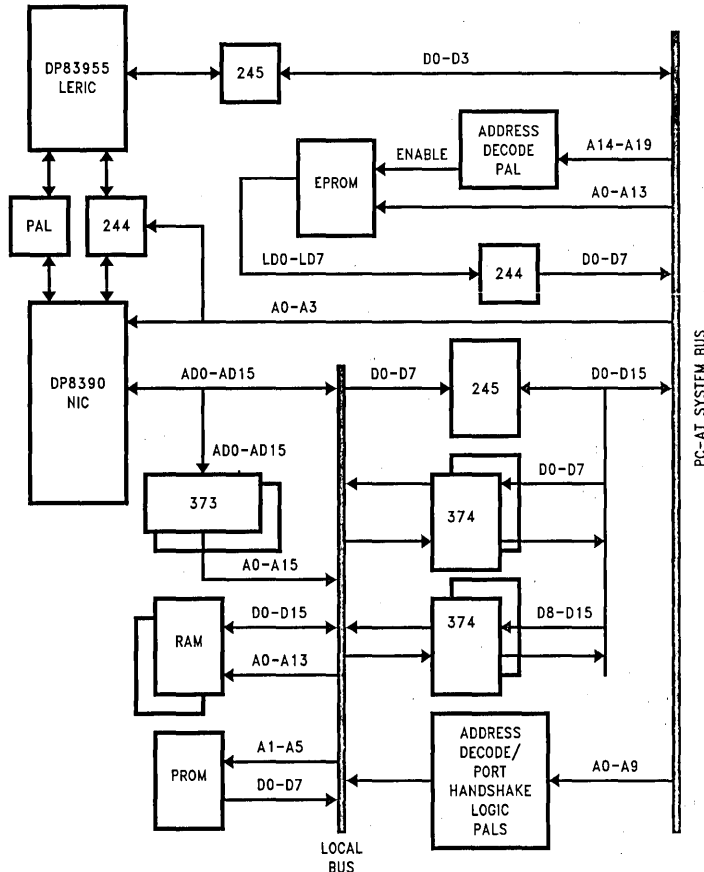 DP83955
LERIC
245
D0-D3
ADDRESS
DECODE
PAL
ENABLE
A14-A19
EPROM
A0-A13
PAL
244
LD0-LD7
244
D0-D7
A0-A3
DP8390
NIC
AD0-AD15
D0-D7
245
D0-D15
PC-AT SYSTEM BUS
AD0-AD15
373
374
D0-D7
A0-A15
RAM
D0-D15
374
D8-D15
A0-A13
PROM
A1-A5
D0-D7
ADDRESS
DECODE/
PORT
HANDSHAKE
LOGIC
PALS
A0-A9
LOCAL
BUS